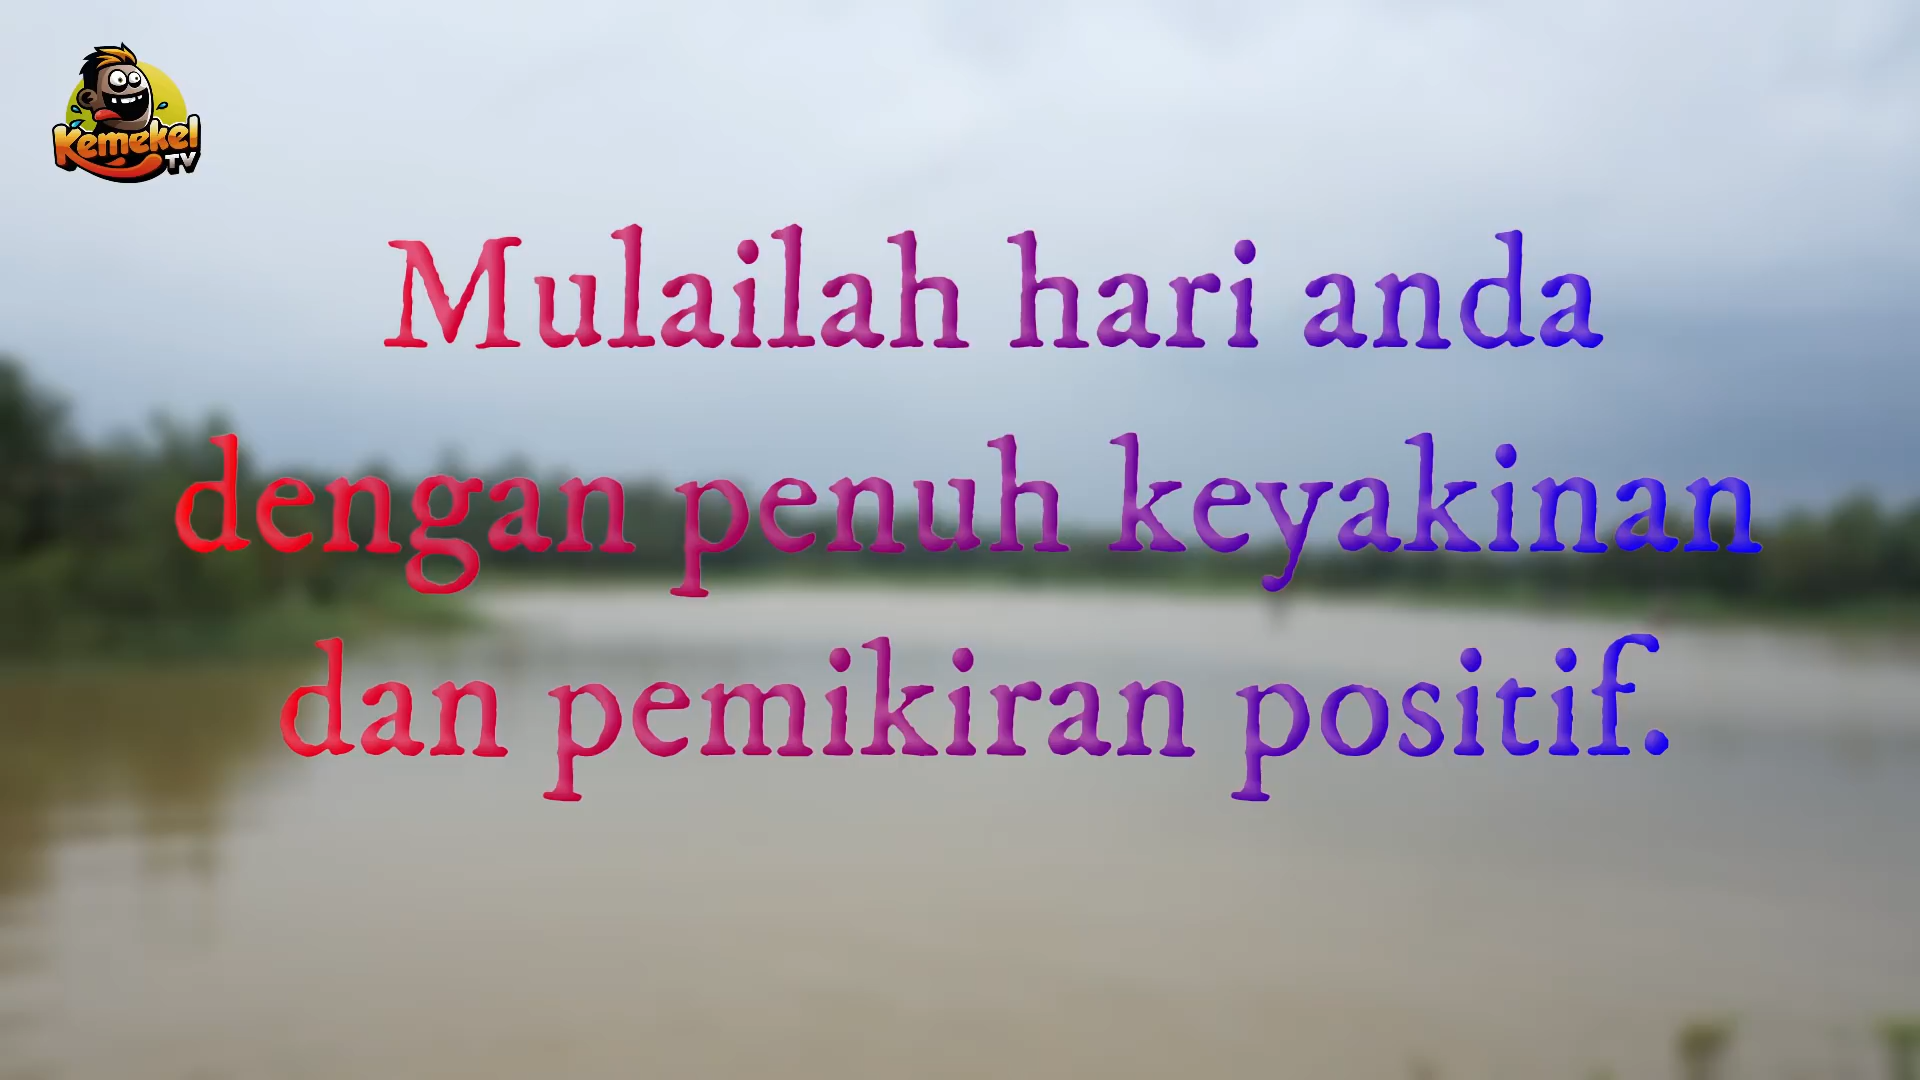 Kemekel
TV
Mulailah hari anda
dengan penuh keyakinan
dan pemikiran positif.